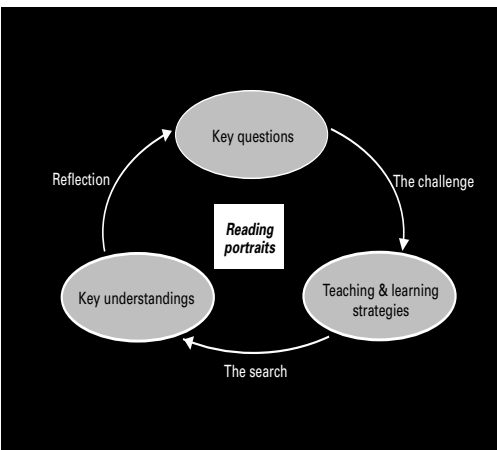 Key questions
Reflection
The challenge
Reading
portraits
Key understandings
Teaching & learning
strategies
The search